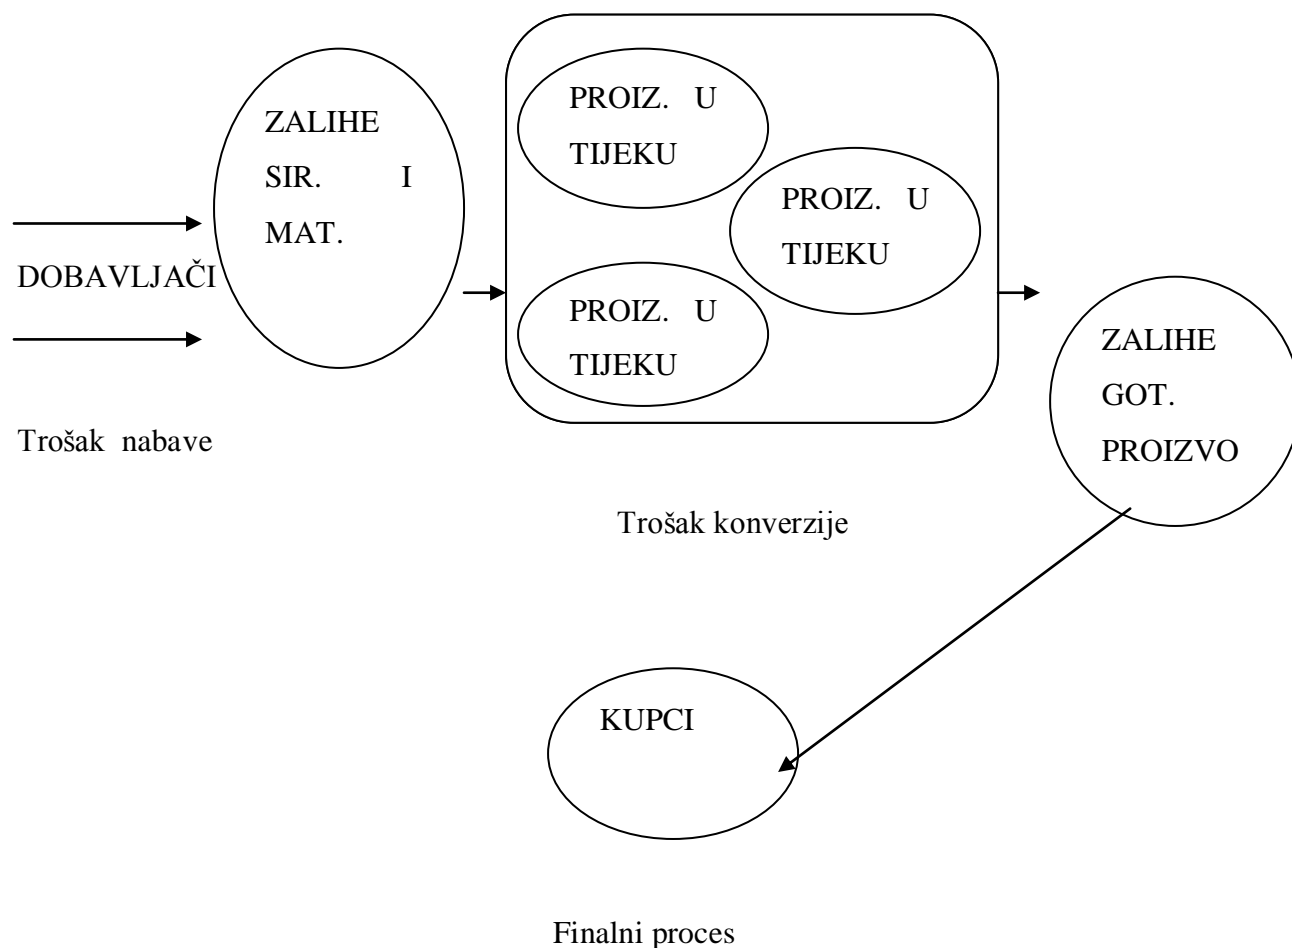 DOBAVLJAČI
Trošak nabave
ZALIHE
SIR. I
MAT.
PROIZ. U
TIJEKU
PROIZ. U
TIJEKU
PROIZ. U
TIJEKU
Trošak konverzije
ZALIHE
GOT.
PROIZVO
KUPCI
Finalni proces